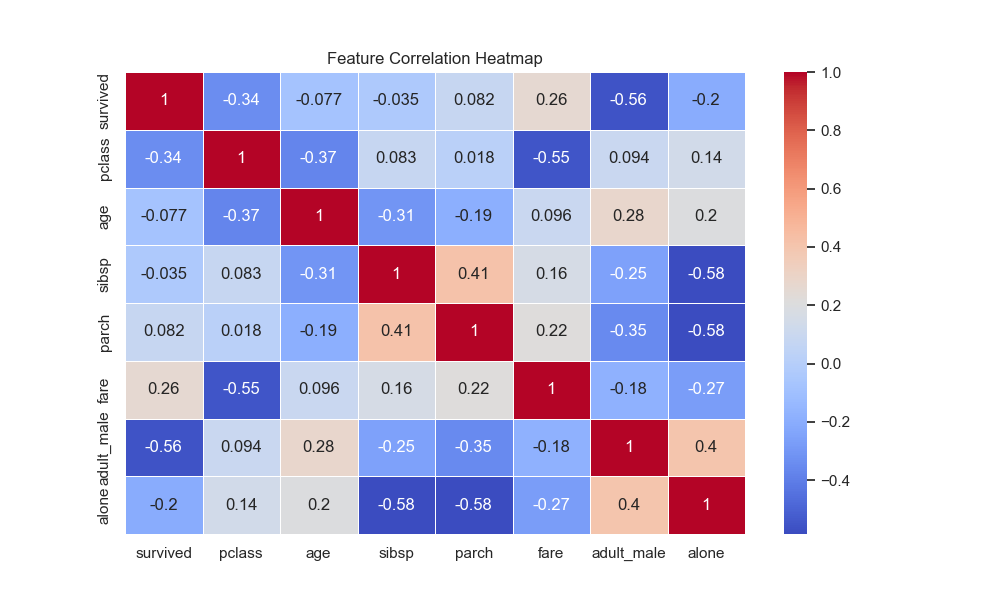 Feature Correlation Heatmap
survived 1 -0.34 -0.077 -0.035 0.082 0.26 -0.56 -0.2
pclass -0.34 1 -0.37 0.083 0.018 -0.55 0.094 0.14
age -0.077 -0.37 1 -0.31 -0.19 0.096 0.28 0.2
sibsp -0.035 0.083 -0.31 1 0.41 0.16 -0.25 -0.58
parch 0.082 0.018 -0.19 0.41 1 0.22 -0.35 -0.58
fare 0.26 -0.55 0.096 0.16 0.22 1 -0.18 -0.27
adult_male -0.56 0.094 0.28 -0.25 -0.35 -0.18 1 0.4
alone -0.2 0.14 0.2 -0.58 -0.58 -0.27 0.4 1
survived pclass age sibsp parch fare adult_male alone
1.0
0.8
0.6
0.4
0.2
0.0
−0.2
−0.4